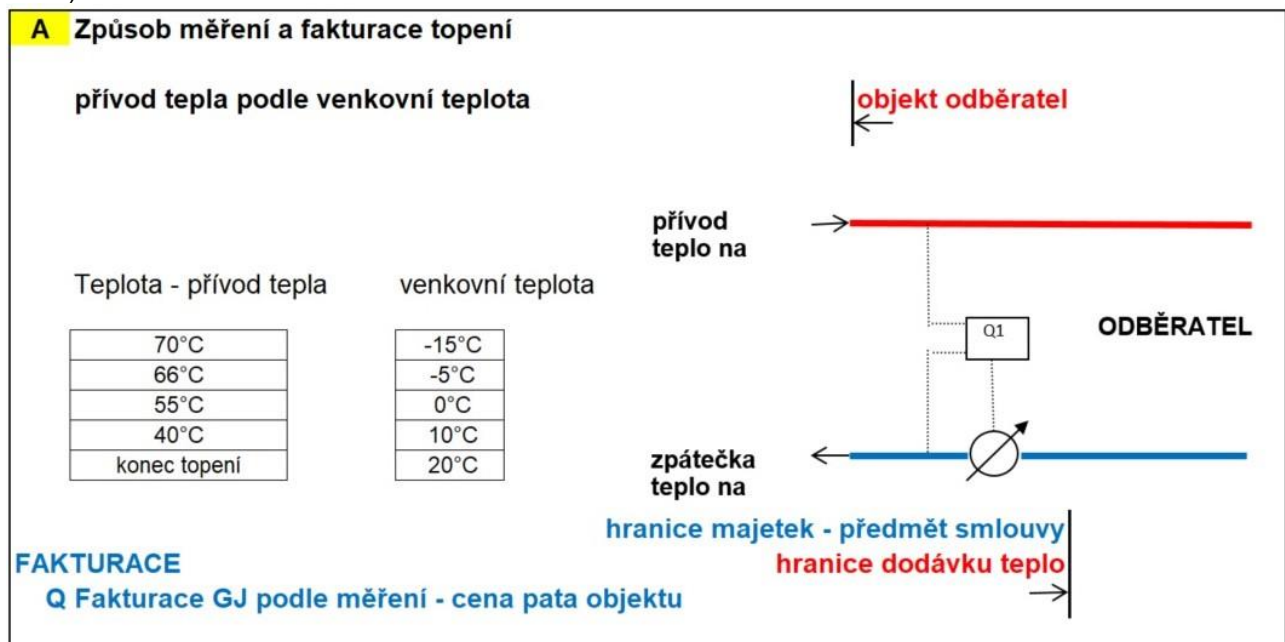 A Způsob měření a fakturace topení
přívod tepla podle venkovní teplota
objekt odběratel
přívod
teplo na
Teplota - přívod tepla venkovní teplota
70°C -15°C
66°C -5°C
55°C 0°C
40°C 10°C
konec topení 20°C
Q1
ODBĚRATEL
zpátečka
teplo na
hranice majetek - předmět smlouvy
hranice dodávku teplo
FAKTURACE
Q Fakturace GJ podle měření - cena pata objektu